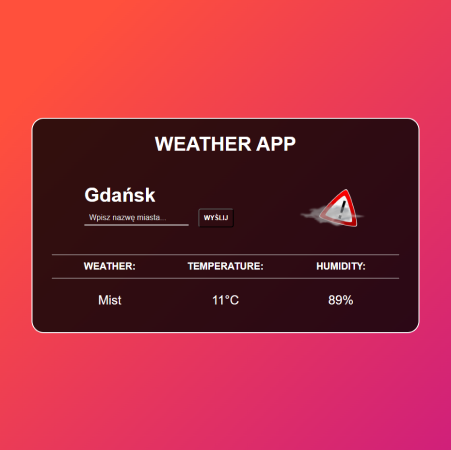 WEATHER APP
Gdańsk
Wpisz nazwę miasta...
WYŚLIJ
WEATHER: TEMPERATURE: HUMIDITY:
Mist 11°C 89%